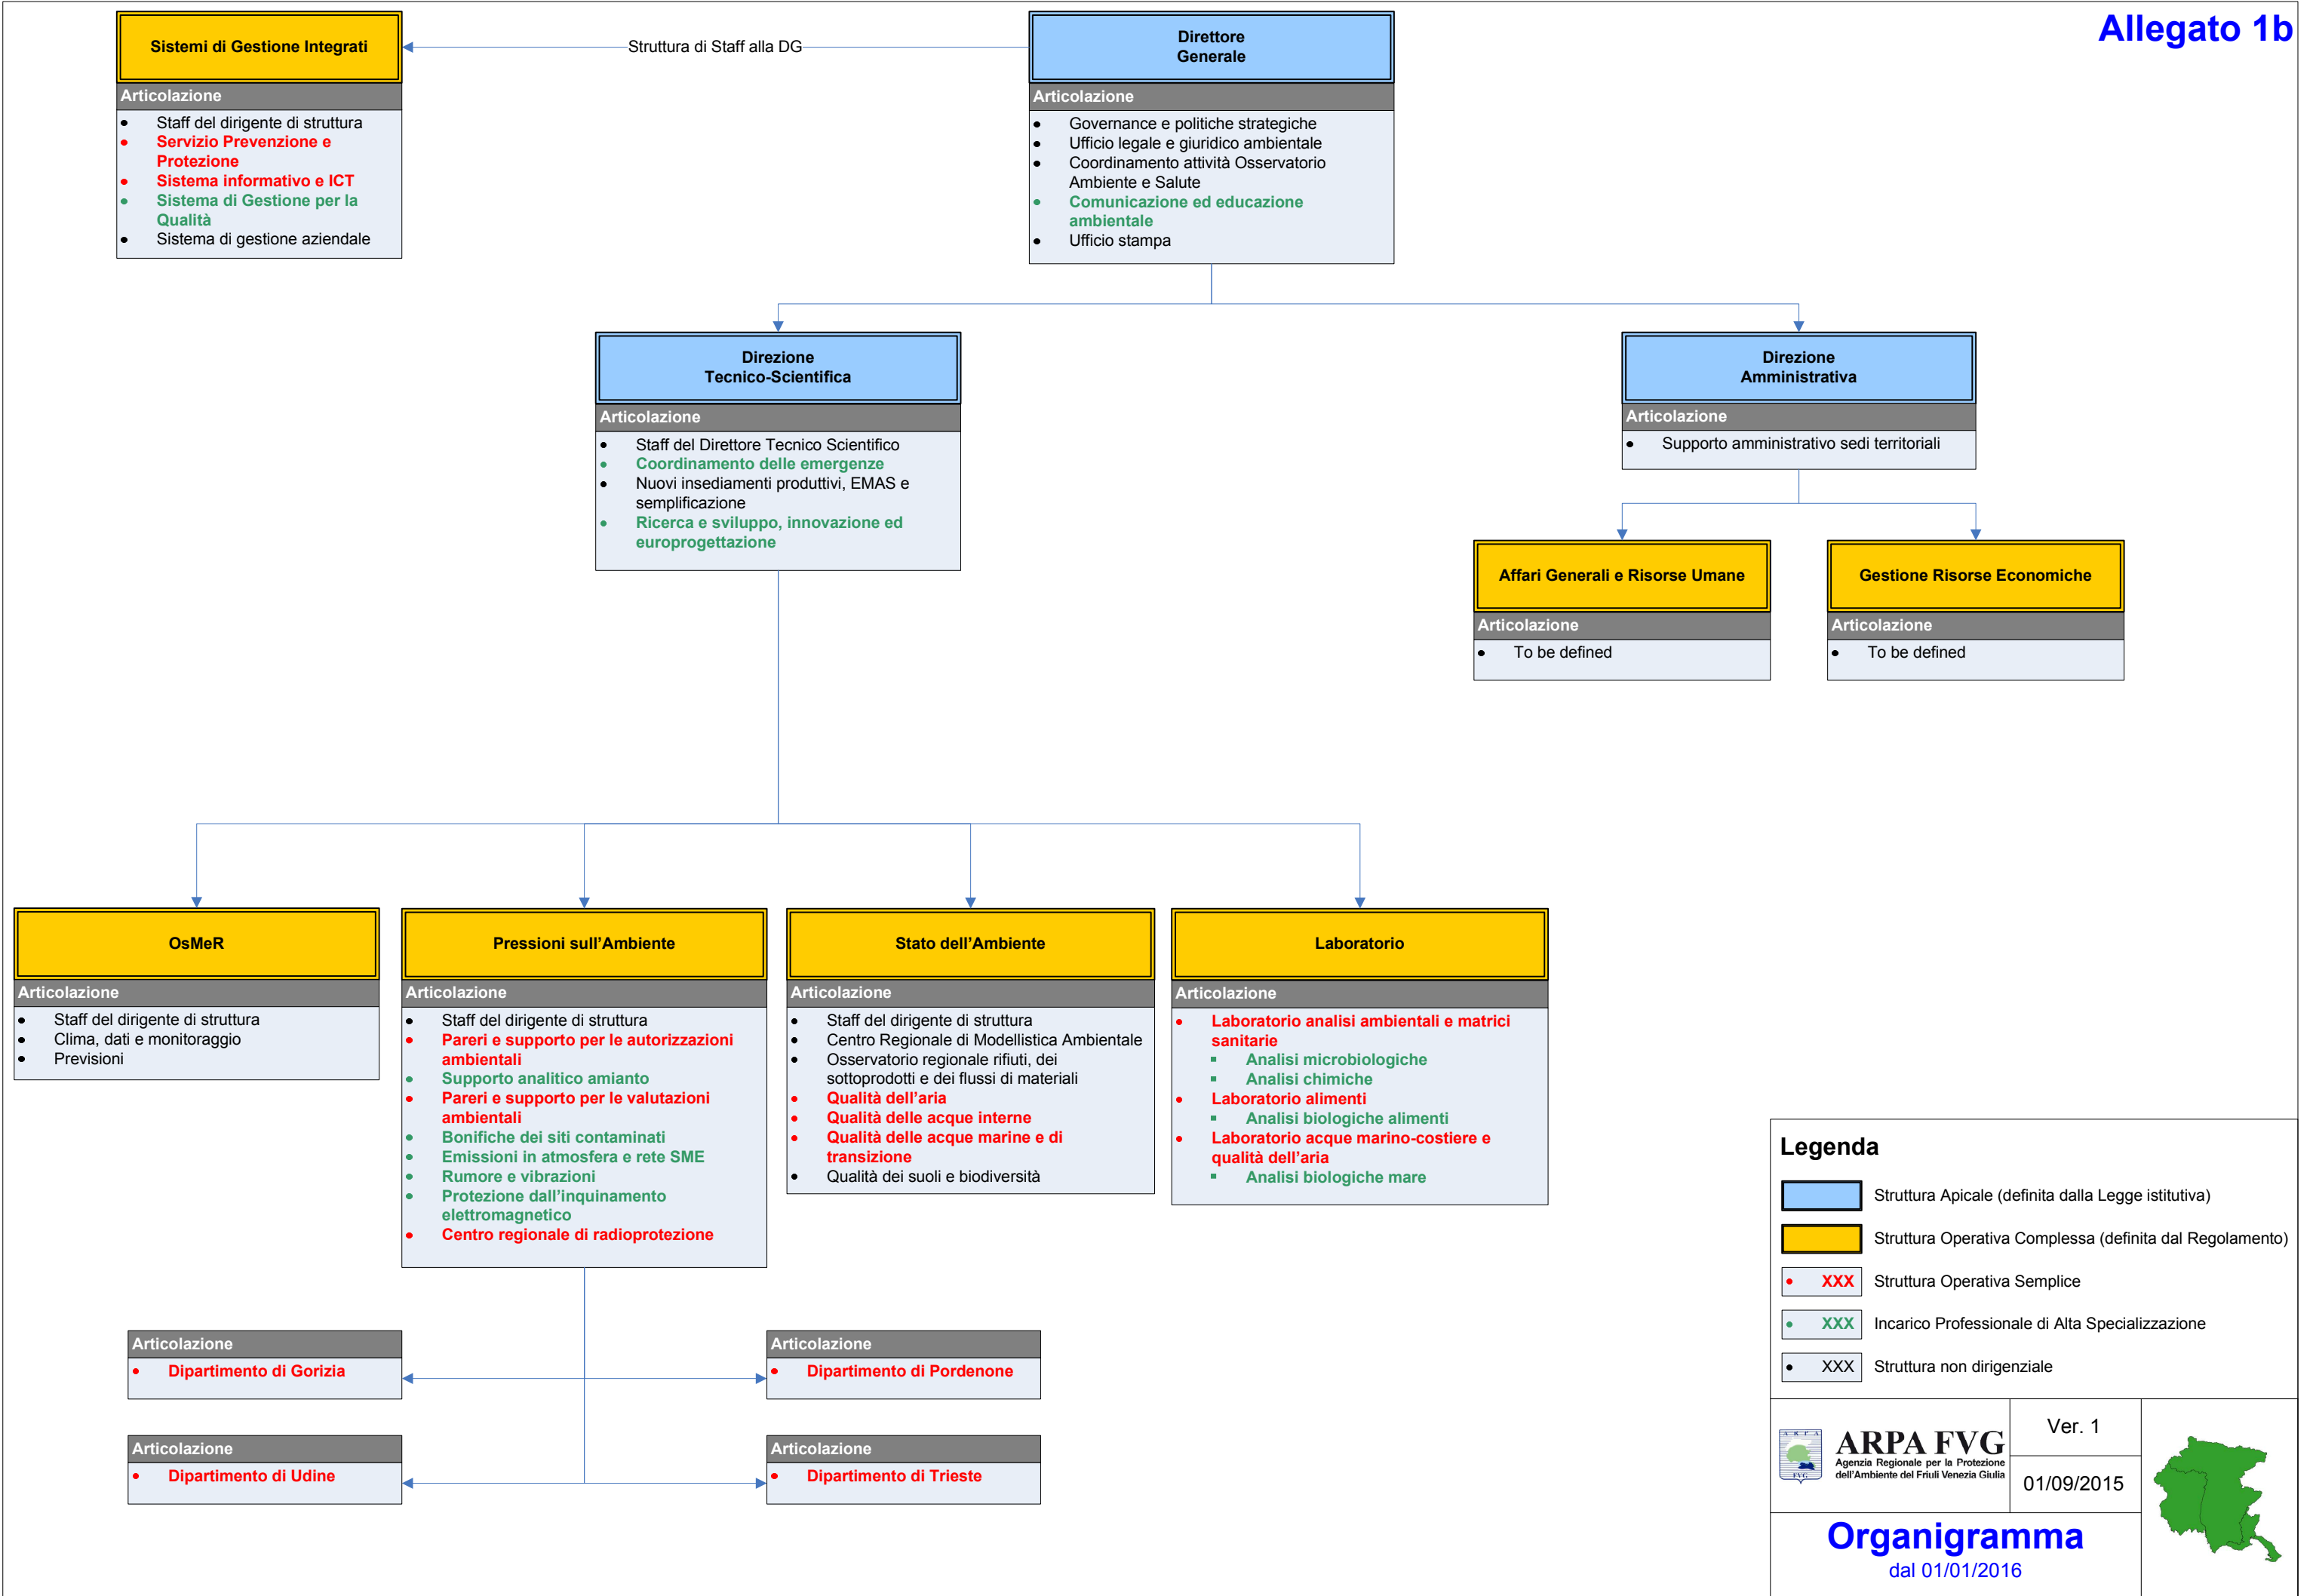 Allegato 1b
Sistemi di Gestione Integrati
Articolazione
• Staff del dirigente di struttura
• Servizio Prevenzione e
Protezione
• Sistema informativo e ICT
• Sistema di Gestione per la
Qualità
• Sistema di gestione aziendale
Struttura di Staff alla DG
Direttore
Generale
Articolazione
• Governance e politiche strategiche
• Ufficio legale e giuridico ambientale
• Coordinamento attività Osservatorio
Ambiente e Salute
• Comunicazione ed educazione
ambientale
• Ufficio stampa
Direzione
Tecnico-Scientifica
Articolazione
• Staff del Direttore Tecnico Scientifico
• Coordinamento delle emergenze
• Nuovi insediamenti produttivi, EMAS e
semplificazione
• Ricerca e sviluppo, innovazione ed
europrogettazione
Direzione
Amministrativa
Articolazione
• Supporto amministrativo sedi territoriali
Affari Generali e Risorse Umane
Articolazione
• To be defined
Gestione Risorse Economiche
Articolazione
• To be defined
OsMeR
Articolazione
• Staff del dirigente di struttura
• Clima, dati e monitoraggio
• Previsioni
Pressioni sull’Ambiente
Articolazione
• Staff del dirigente di struttura
• Pareri e supporto per le autorizzazioni
ambientali
• Supporto analitico amianto
• Pareri e supporto per le valutazioni
ambientali
• Bonifiche dei siti contaminati
• Emissioni in atmosfera e rete SME
• Rumore e vibrazioni
• Protezione dall’inquinamento
elettromagnetico
• Centro regionale di radioprotezione
Stato dell’Ambiente
Articolazione
• Staff del dirigente di struttura
• Centro Regionale di Modellistica Ambientale
• Osservatorio regionale rifiuti, dei
sottoprodotti e dei flussi di materiali
• Qualità dell’aria
• Qualità delle acque interne
• Qualità delle acque marine e di
transizione
• Qualità dei suoli e biodiversità
Laboratorio
Articolazione
• Laboratorio analisi ambientali e matrici
sanitarie
▪ Analisi microbiologiche
▪ Analisi chimiche
• Laboratorio alimenti
▪ Analisi biologiche alimenti
• Laboratorio acque marino-costiere e
qualità dell’aria
▪ Analisi biologiche mare
Articolazione
• Dipartimento di Gorizia
Articolazione
• Dipartimento di Pordenone
Articolazione
• Dipartimento di Udine
Articolazione
• Dipartimento di Trieste
Legenda
Struttura Apicale (definita dalla Legge istitutiva)
Struttura Operativa Complessa (definita dal Regolamento)
• XXX Struttura Operativa Semplice
• XXX Incarico Professionale di Alta Specializzazione
• XXX Struttura non dirigenziale
ARPA
FVG
ARPA FVG
Agenzia Regionale per la Protezione
dell’Ambiente del Friuli Venezia Giulia
Ver. 1
01/09/2015
Organigramma
dal 01/01/2016